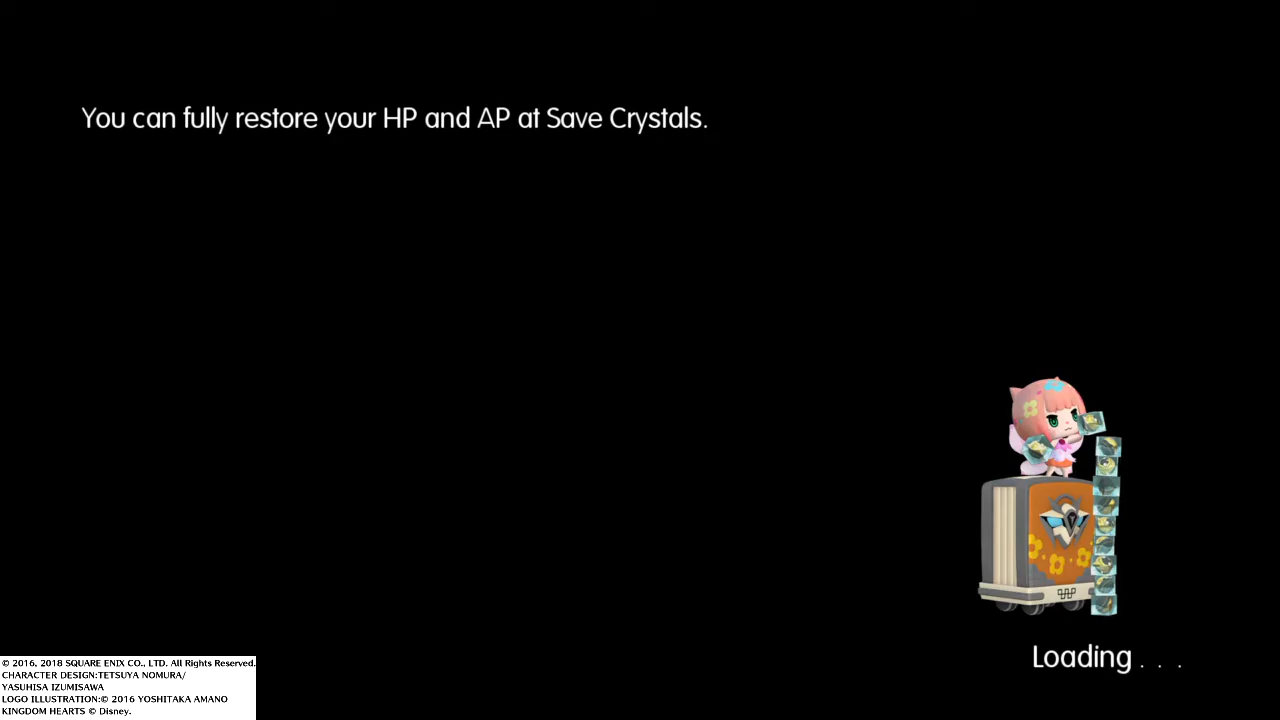 You can fully restore your HP and AP at Save Crystals.
Loading . . .
© 2016, 2018 SQUARE ENIX CO., LTD. All Rights Reserved.
CHARACTER DESIGN:TETSUYA NOMURA/
YASUHISA IZUMISAWA
LOGO ILLUSTRATION:© 2016 YOSHITAKA AMANO
KINGDOM HEARTS © Disney.